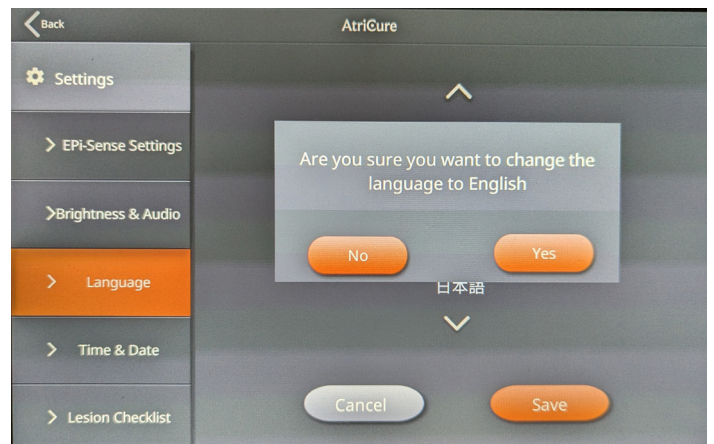 Back
AtriCure
Settings
EPi-Sense Settings
Brightness & Audio
Language
Time & Date
Lesion Checklist
Are you sure you want to change the
language to English
No
Yes
日本語
Cancel
Save